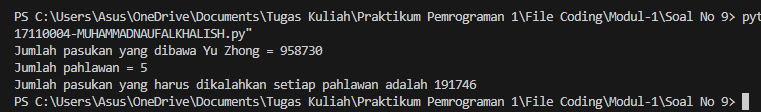 PS C:\Users\Asus\OneDrive\Documents\Tugas Kuliah\Praktikum Pemrograman 1\File Coding\Modul-1\Soal No 9> pyt
17110004-MUHAMMADNAUFALKHALISH.py"
Jumlah pasukan yang dibawa Yu Zhong = 958730
Jumlah pahlawan = 5
Jumlah pasukan yang harus dikalahkan setiap pahlawan adalah 191746
PS C:\Users\Asus\OneDrive\Documents\Tugas Kuliah\Praktikum Pemrograman 1\File Coding\Modul-1\Soal No 9>